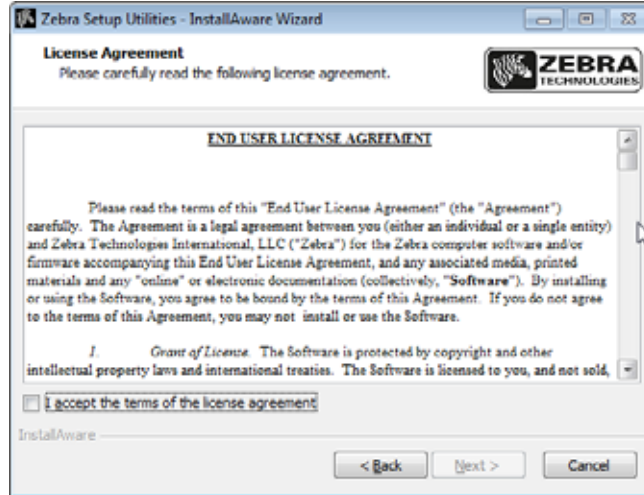 Zebra Setup Utilities - InstallAware Wizard
License Agreement
Please carefully read the following license agreement.
ZEBRA
TECHNOLOGIES
END USER LICENSE AGREEMENT
Please read the terms of this "End User License Agreement" (the "Agreement")
carefully. The Agreement is a legal agreement between you (either an individual or a single entity)
and Zebra Technologies International, LLC ("Zebra") for the Zebra computer software and/or
firmware accompanying this End User License Agreement, and any associated media, printed
materials and any "online" or electronic documentation (collectively, "Software"). By installing
or using the Software, you agree to be bound by the terms of this Agreement. If you do not agree
to the terms of this Agreement, you may not install or use the Software.
1. Grant of License. The Software is protected by copyright and other
intellectual property laws and international treaties. The Software is licensed to you, and not sold,
I accept the terms of the license agreement
InstallAware
< Back Next > Cancel